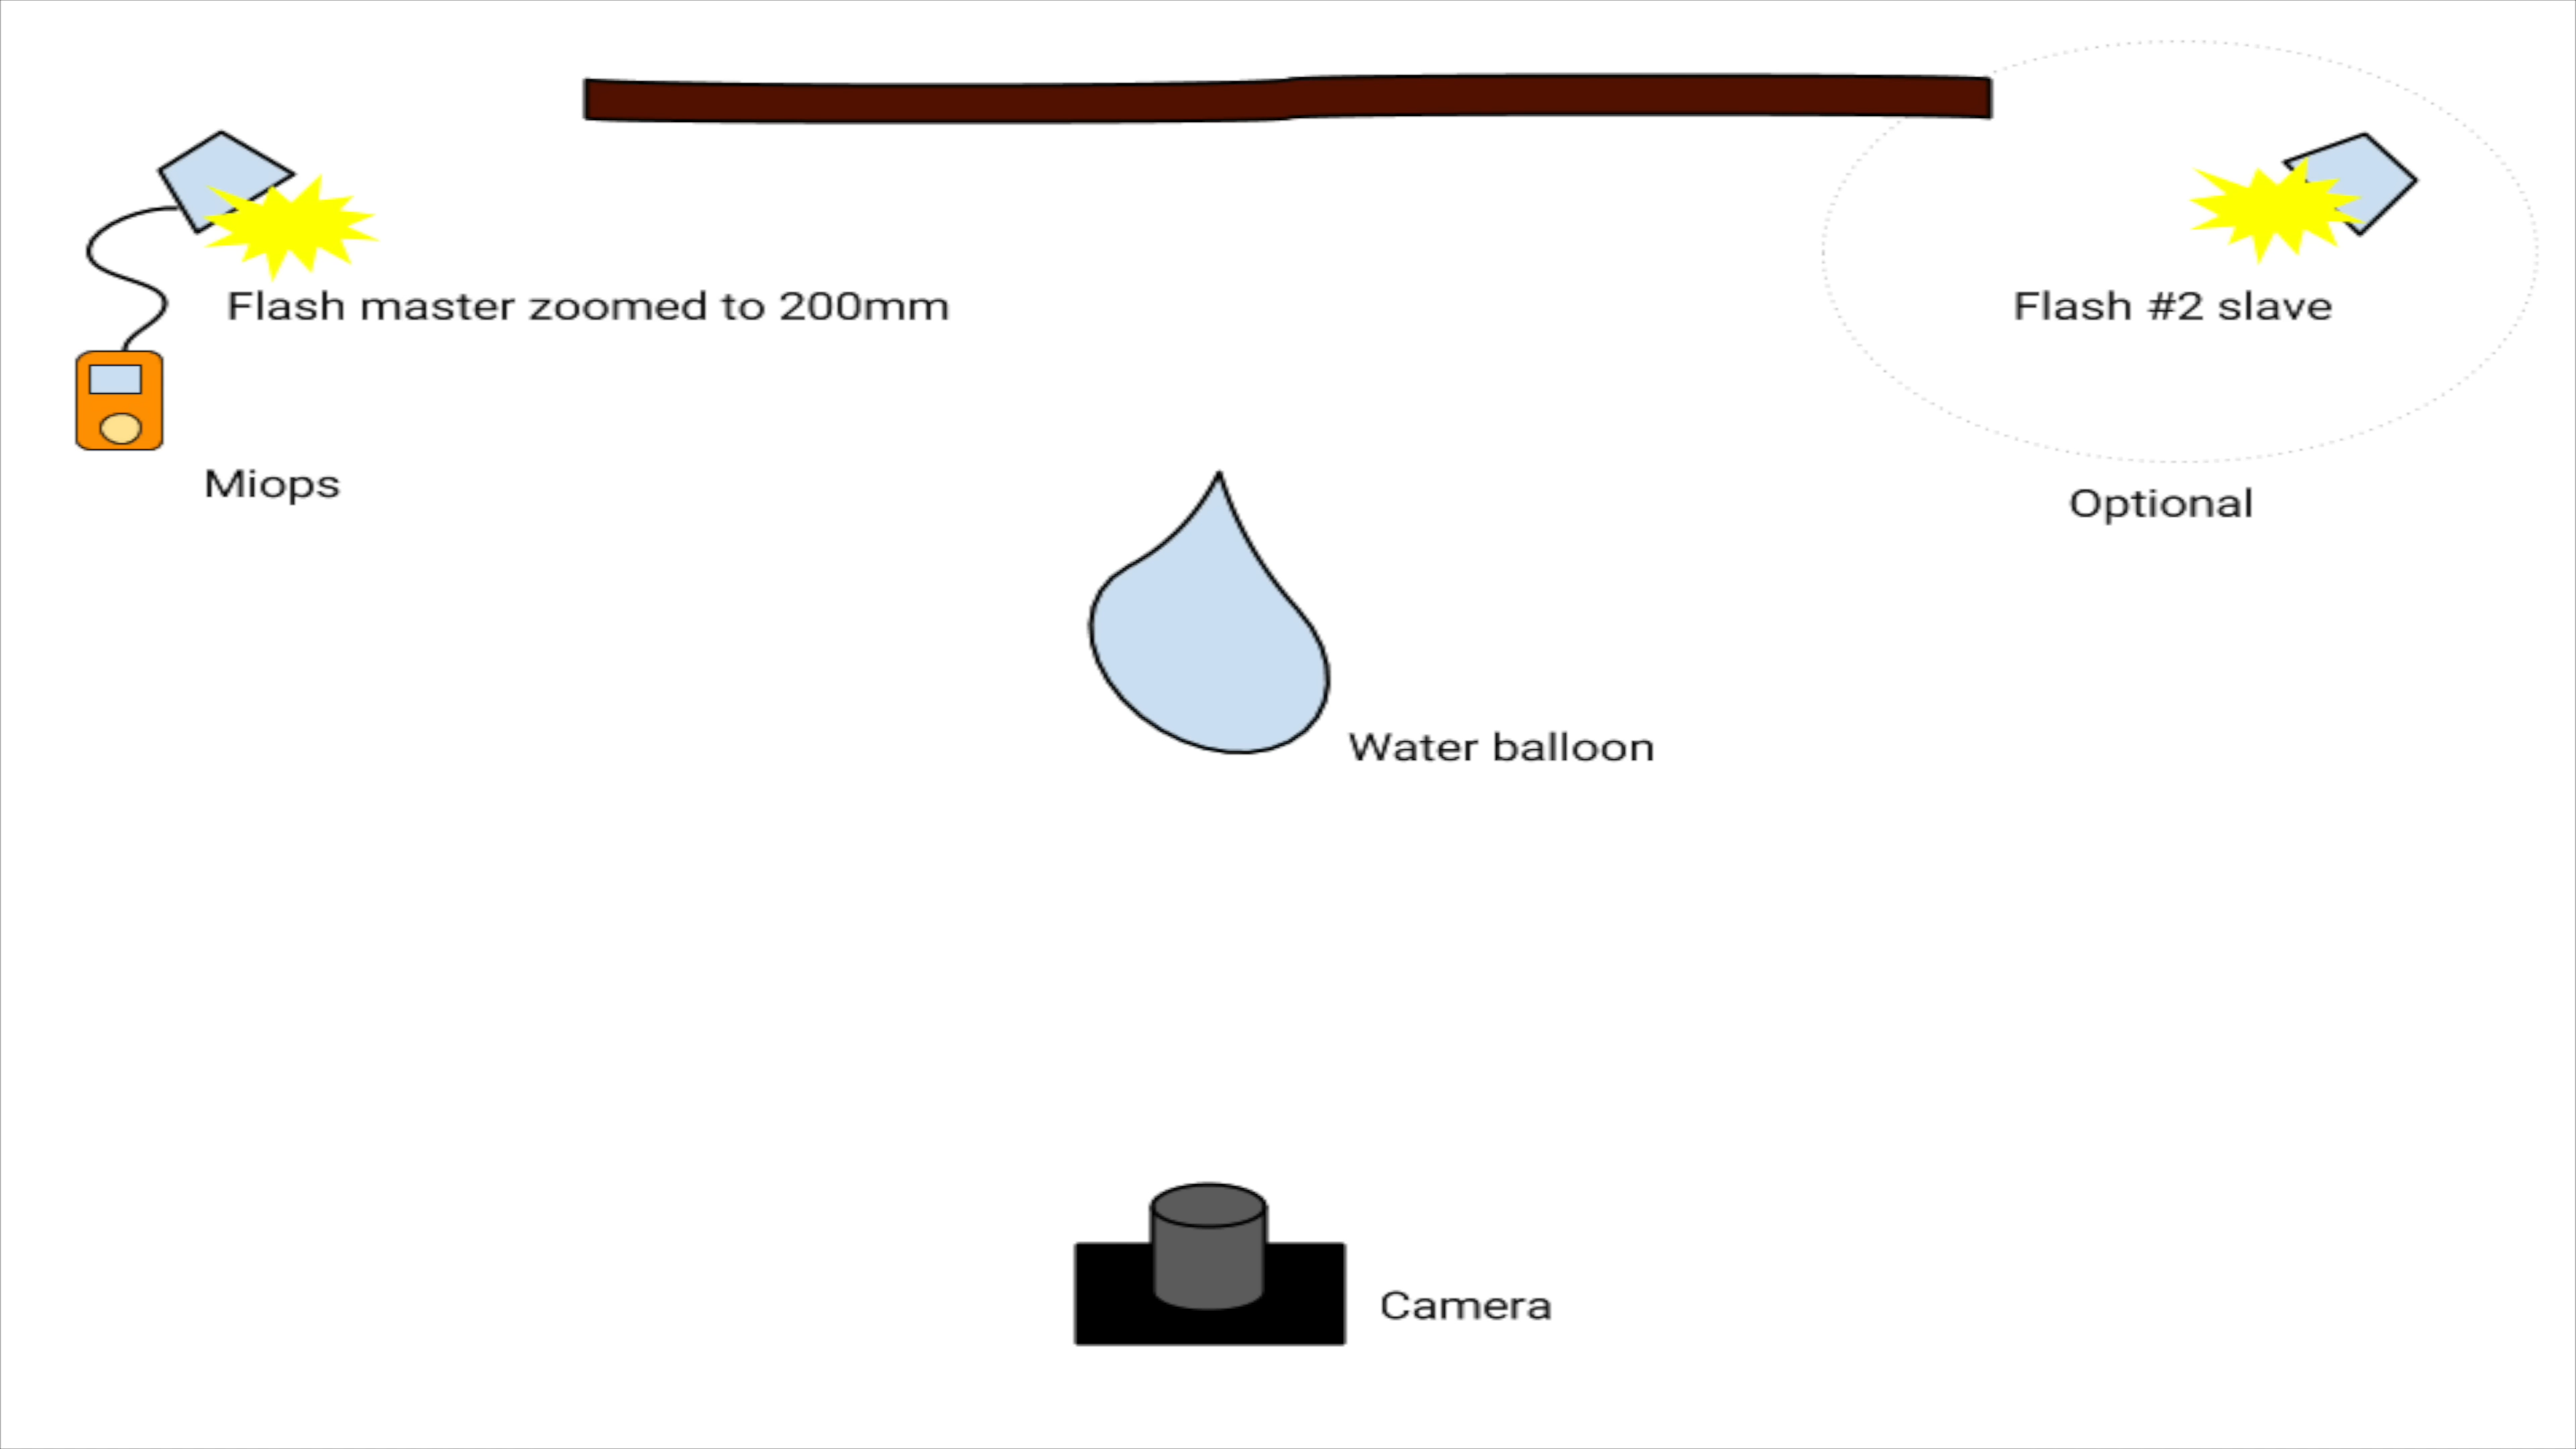 Flash master zoomed to 200mm
Flash #2 slave
Miops
Optional
Water balloon
Camera